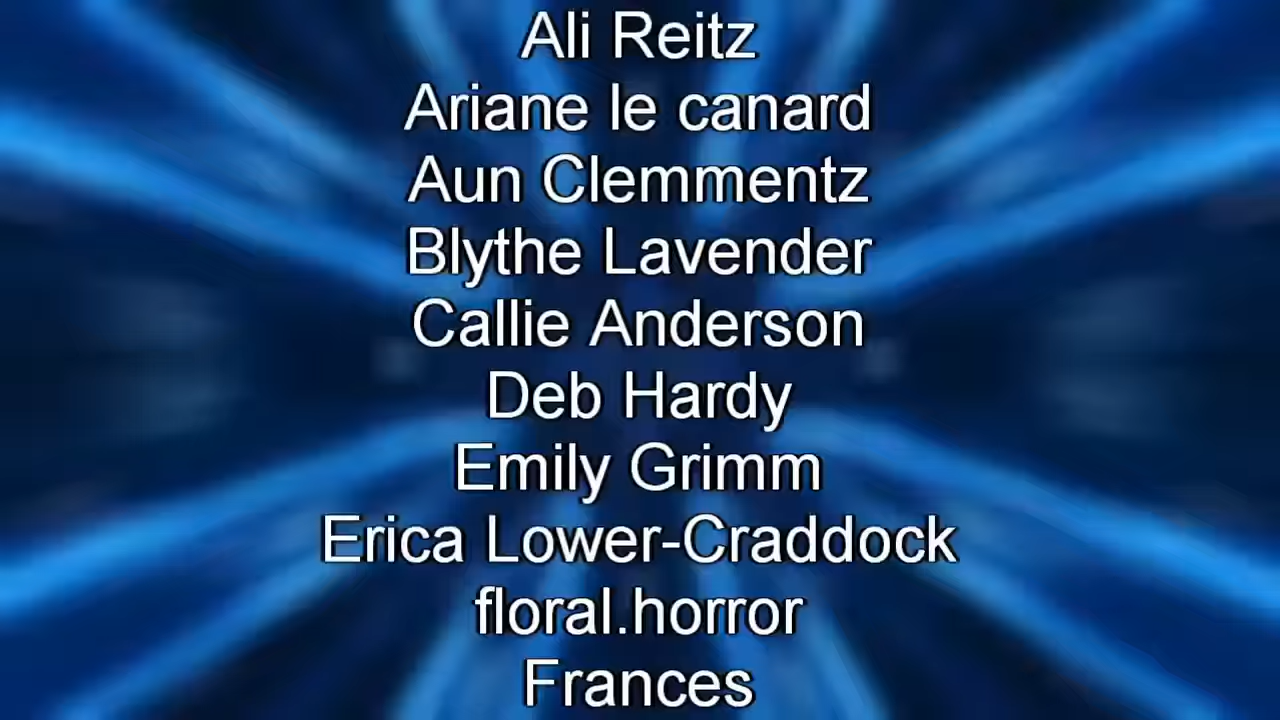 Ali Reitz
Ariane le canard
Aun Clemmentz
Blythe Lavender
Callie Anderson
Deb Hardy
Emily Grimm
Erica Lower-Craddock
floral.horror
Frances